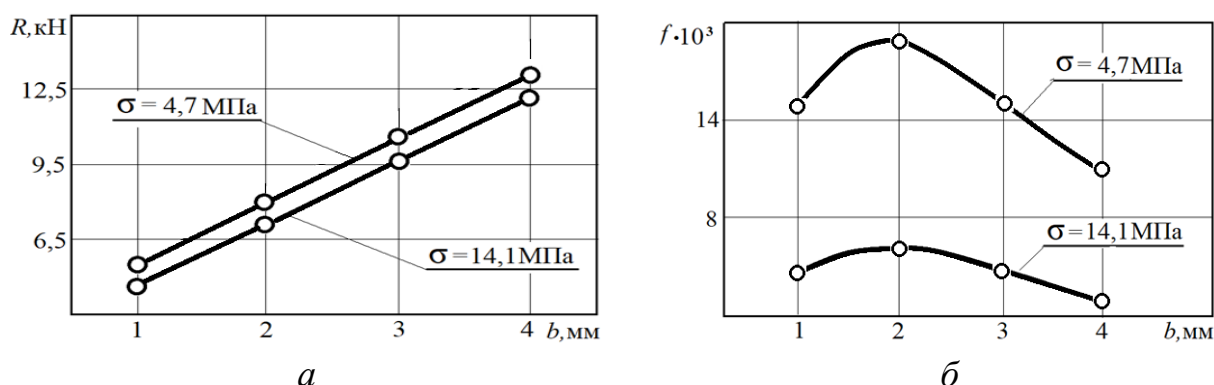 R,кН
12,5
9,5
6,5
σ = 4,7 МПа
σ = 14,1 МПа
1 2 3 4 b,мм
а
f·10³
14
8
σ = 4,7 МПа
σ = 14,1 МПа
1 2 3 4 b,мм
б